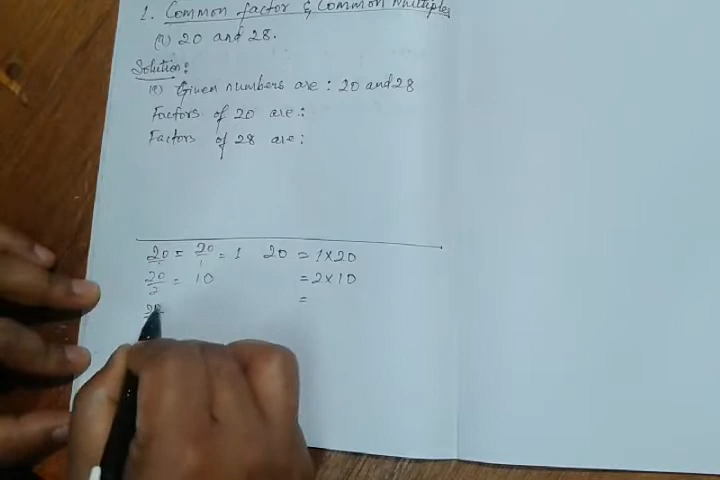 1. Common factor & Common Multiples
(a) 20 and 28.
Solution:
(a) Given numbers are : 20 and 28
Factors of 20 are :
Factors of 28 are :
20 = 20/1 = 1 20 = 1×20
20/2 = 10 = 2×10
20 =